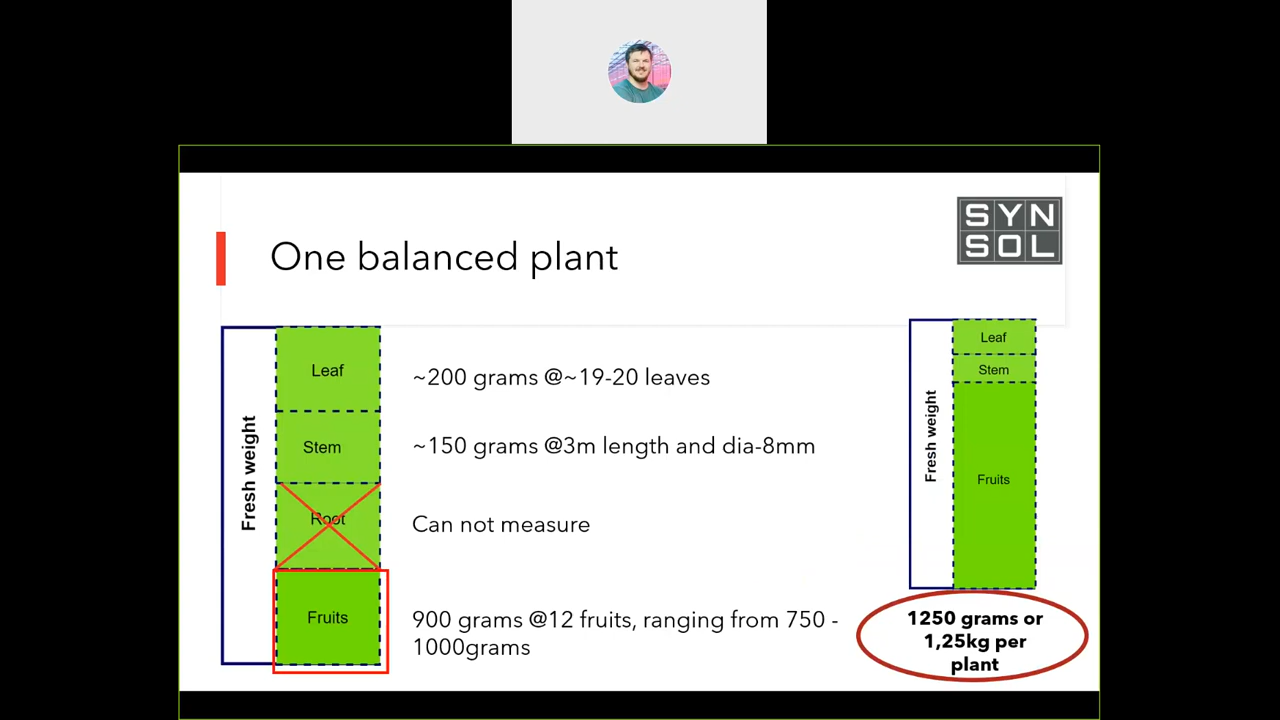 SYN
SOL
One balanced plant
Fresh weight
Leaf
~200 grams @~19-20 leaves
Stem
~150 grams @3m length and dia-8mm
Root
Can not measure
Fruits
900 grams @12 fruits, ranging from 750 -
1000grams
Fresh weight
Leaf
Stem
Fruits
1250 grams or
1,25kg per
plant